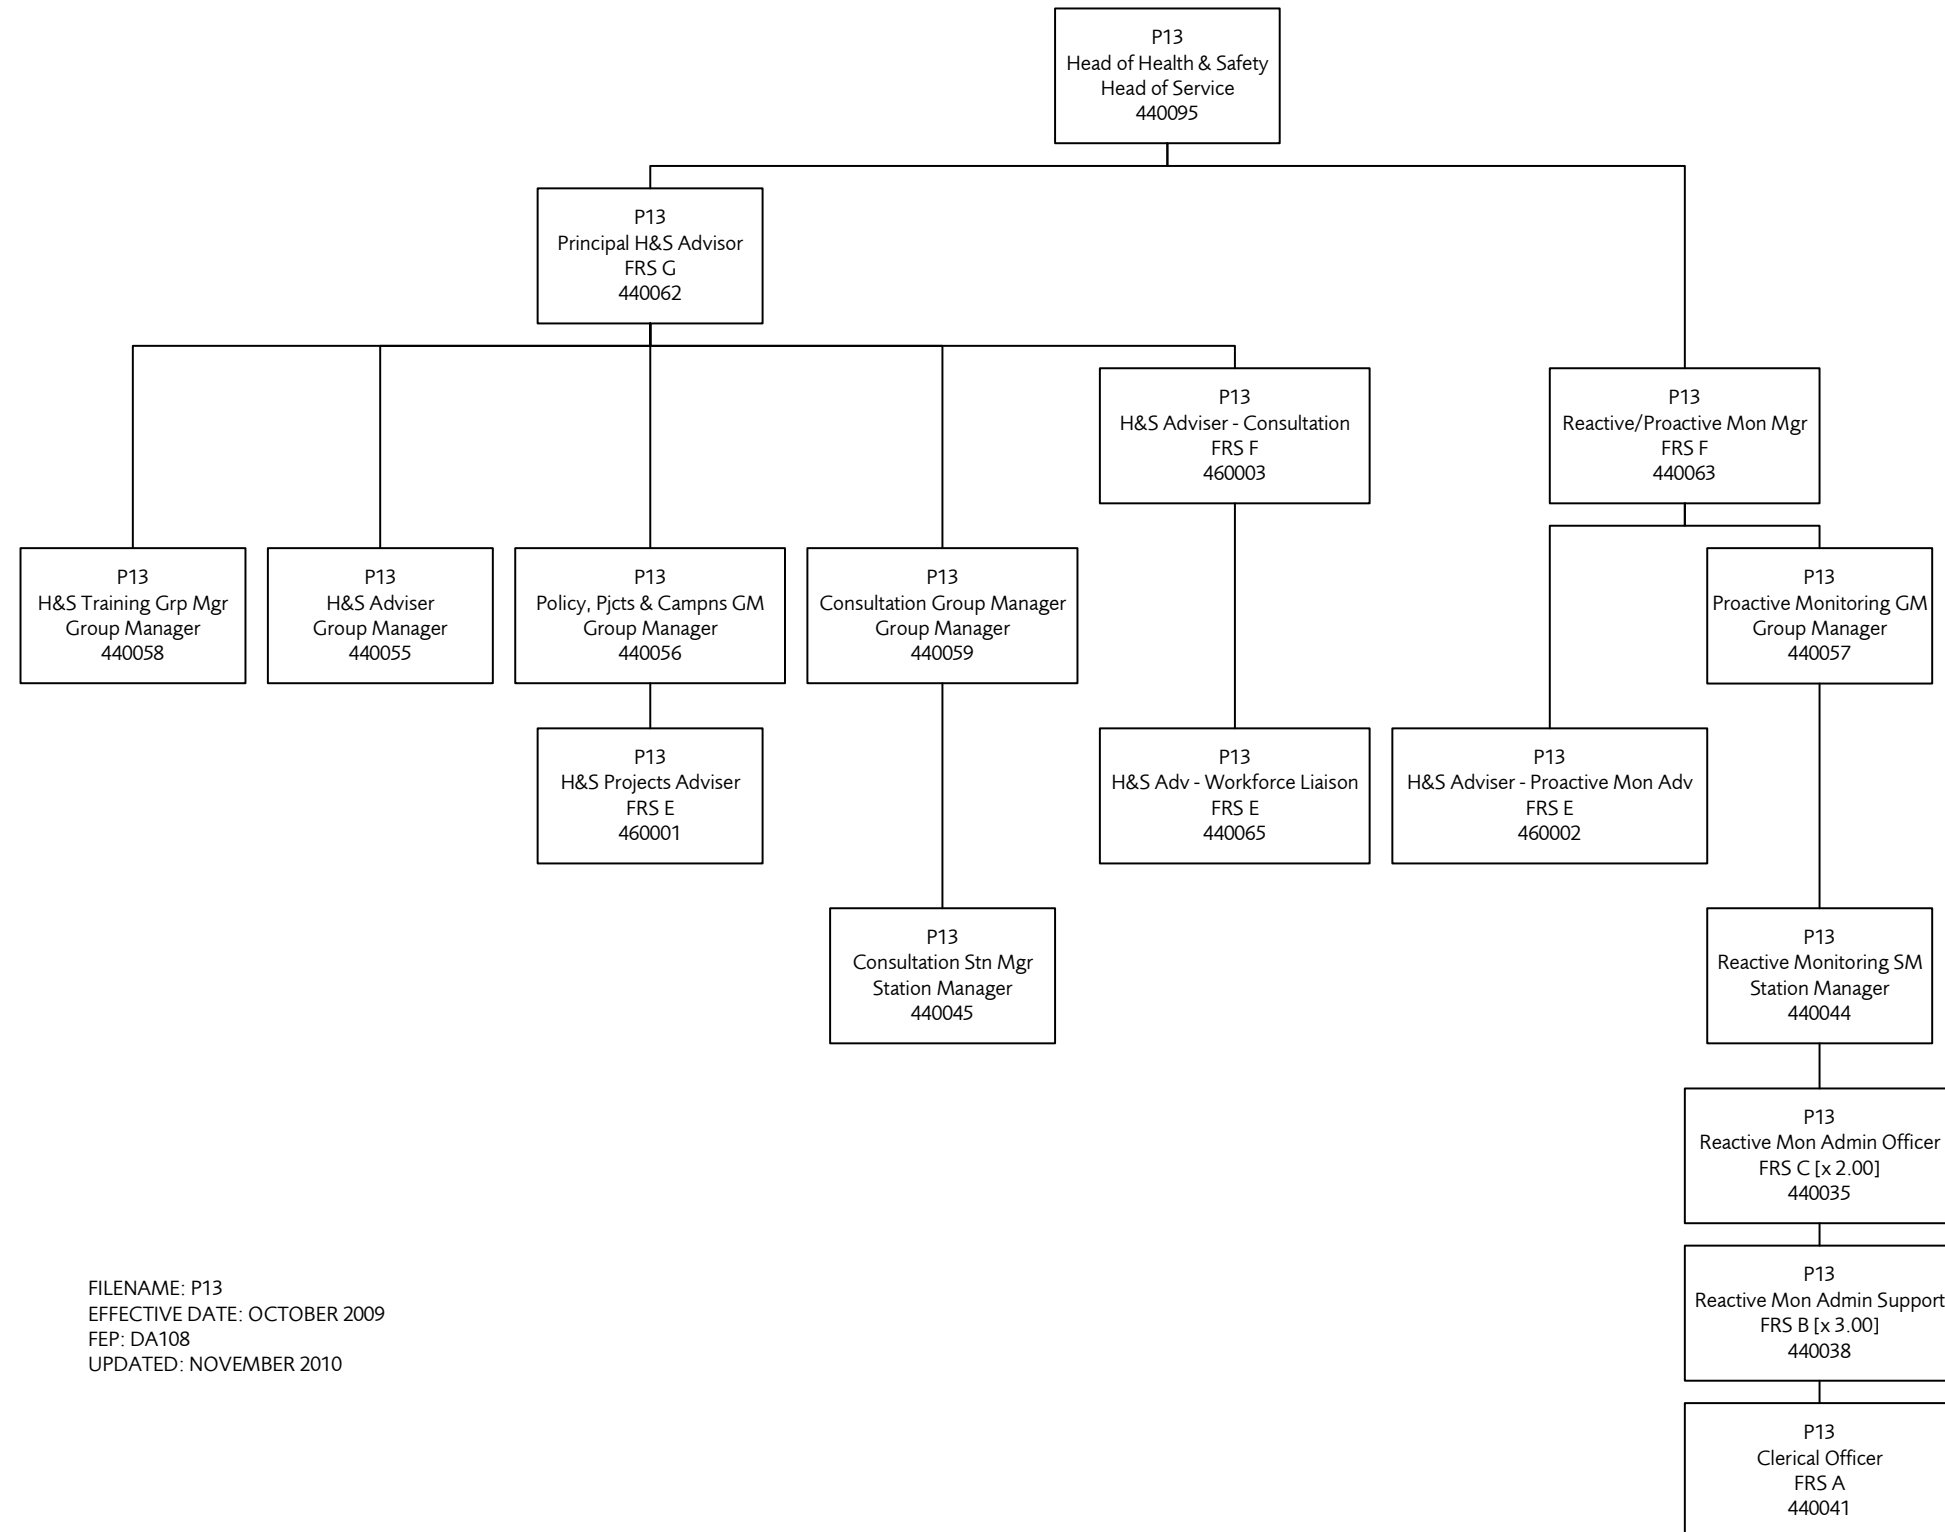 P13
Head of Health & Safety
Head of Service
440095
P13
Principal H&S Advisor
FRS G
440062
P13
H&S Adviser - Consultation
FRS F
460003
P13
Reactive/Proactive Mon Mgr
FRS F
440063
P13
H&S Training Grp Mgr
Group Manager
440058
P13
H&S Adviser
Group Manager
440055
P13
Policy, Pjcts & Campns GM
Group Manager
440056
P13
Consultation Group Manager
Group Manager
440059
P13
Proactive Monitoring GM
Group Manager
440057
P13
H&S Projects Adviser
FRS E
460001
P13
H&S Adv - Workforce Liaison
FRS E
440065
P13
H&S Adviser - Proactive Mon Adv
FRS E
460002
P13
Consultation Stn Mgr
Station Manager
440045
P13
Reactive Monitoring SM
Station Manager
440044
P13
Reactive Mon Admin Officer
FRS C [x 2.00]
440035
P13
Reactive Mon Admin Support
FRS B [x 3.00]
440038
P13
Clerical Officer
FRS A
440041
FILENAME: P13
EFFECTIVE DATE: OCTOBER 2009
FEP: DA108
UPDATED: NOVEMBER 2010